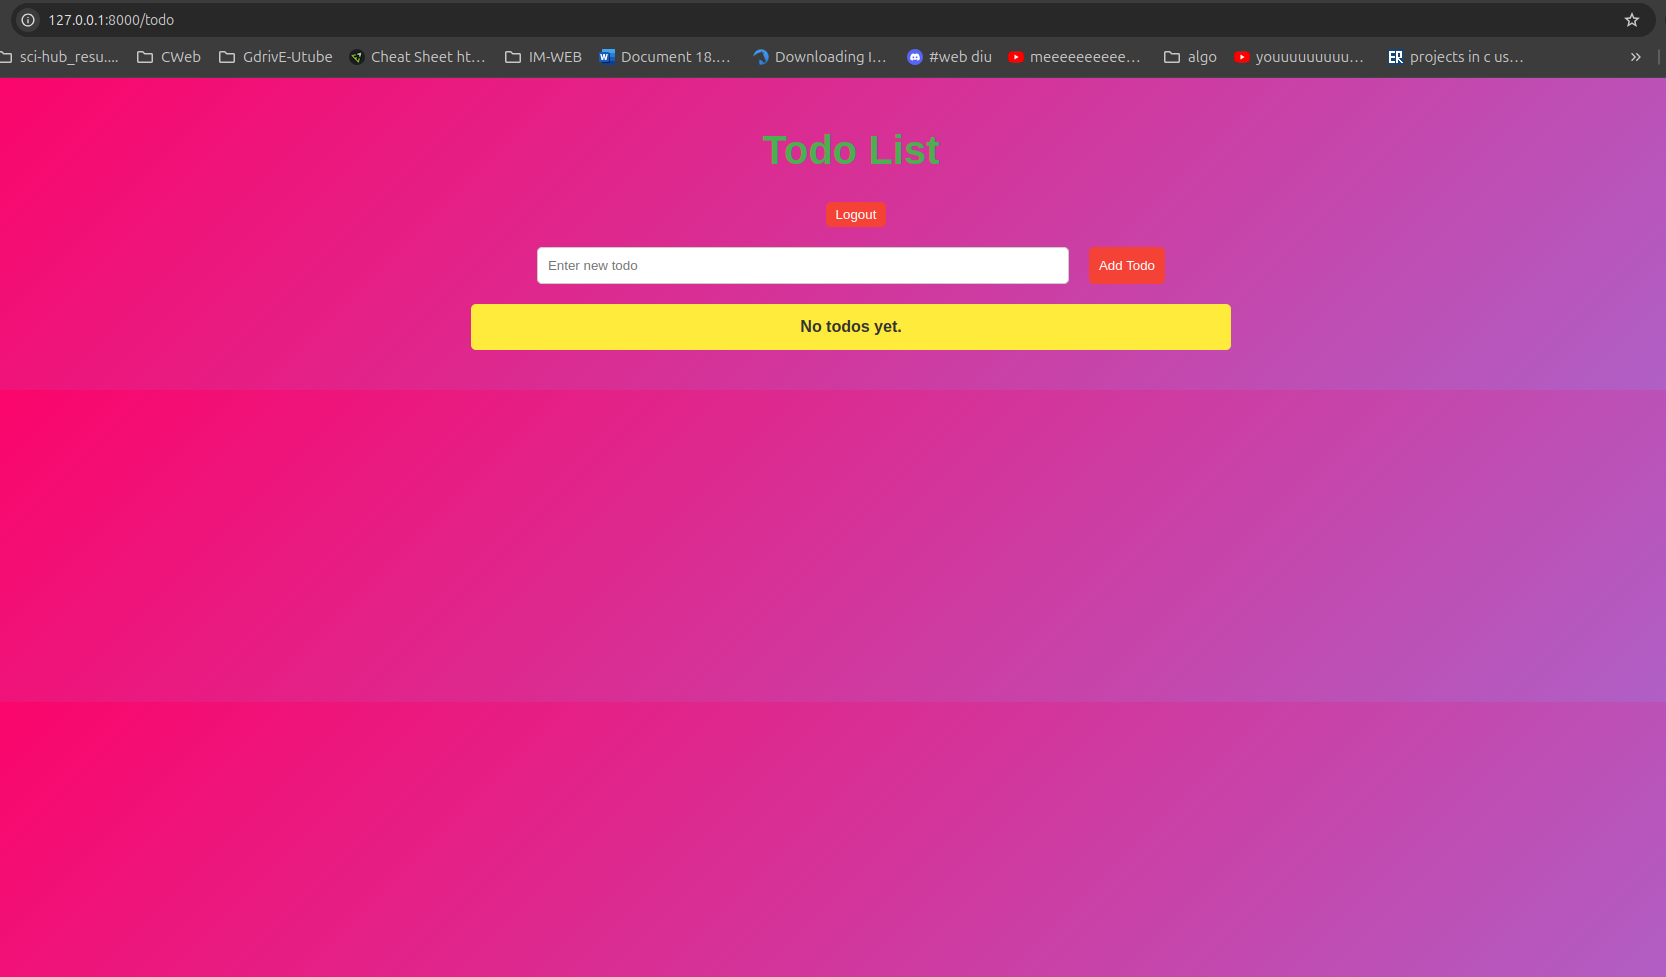 127.0.0.1:8000/todo
sci-hub_resu.... CWeb GdrivE-Utube Cheat Sheet ht... IM-WEB Document 18.... Downloading I... #web diu meeeeeeeeee... algo youuuuuuuuu... ER projects in c us... »
Todo List
Logout
Enter new todo Add Todo
No todos yet.